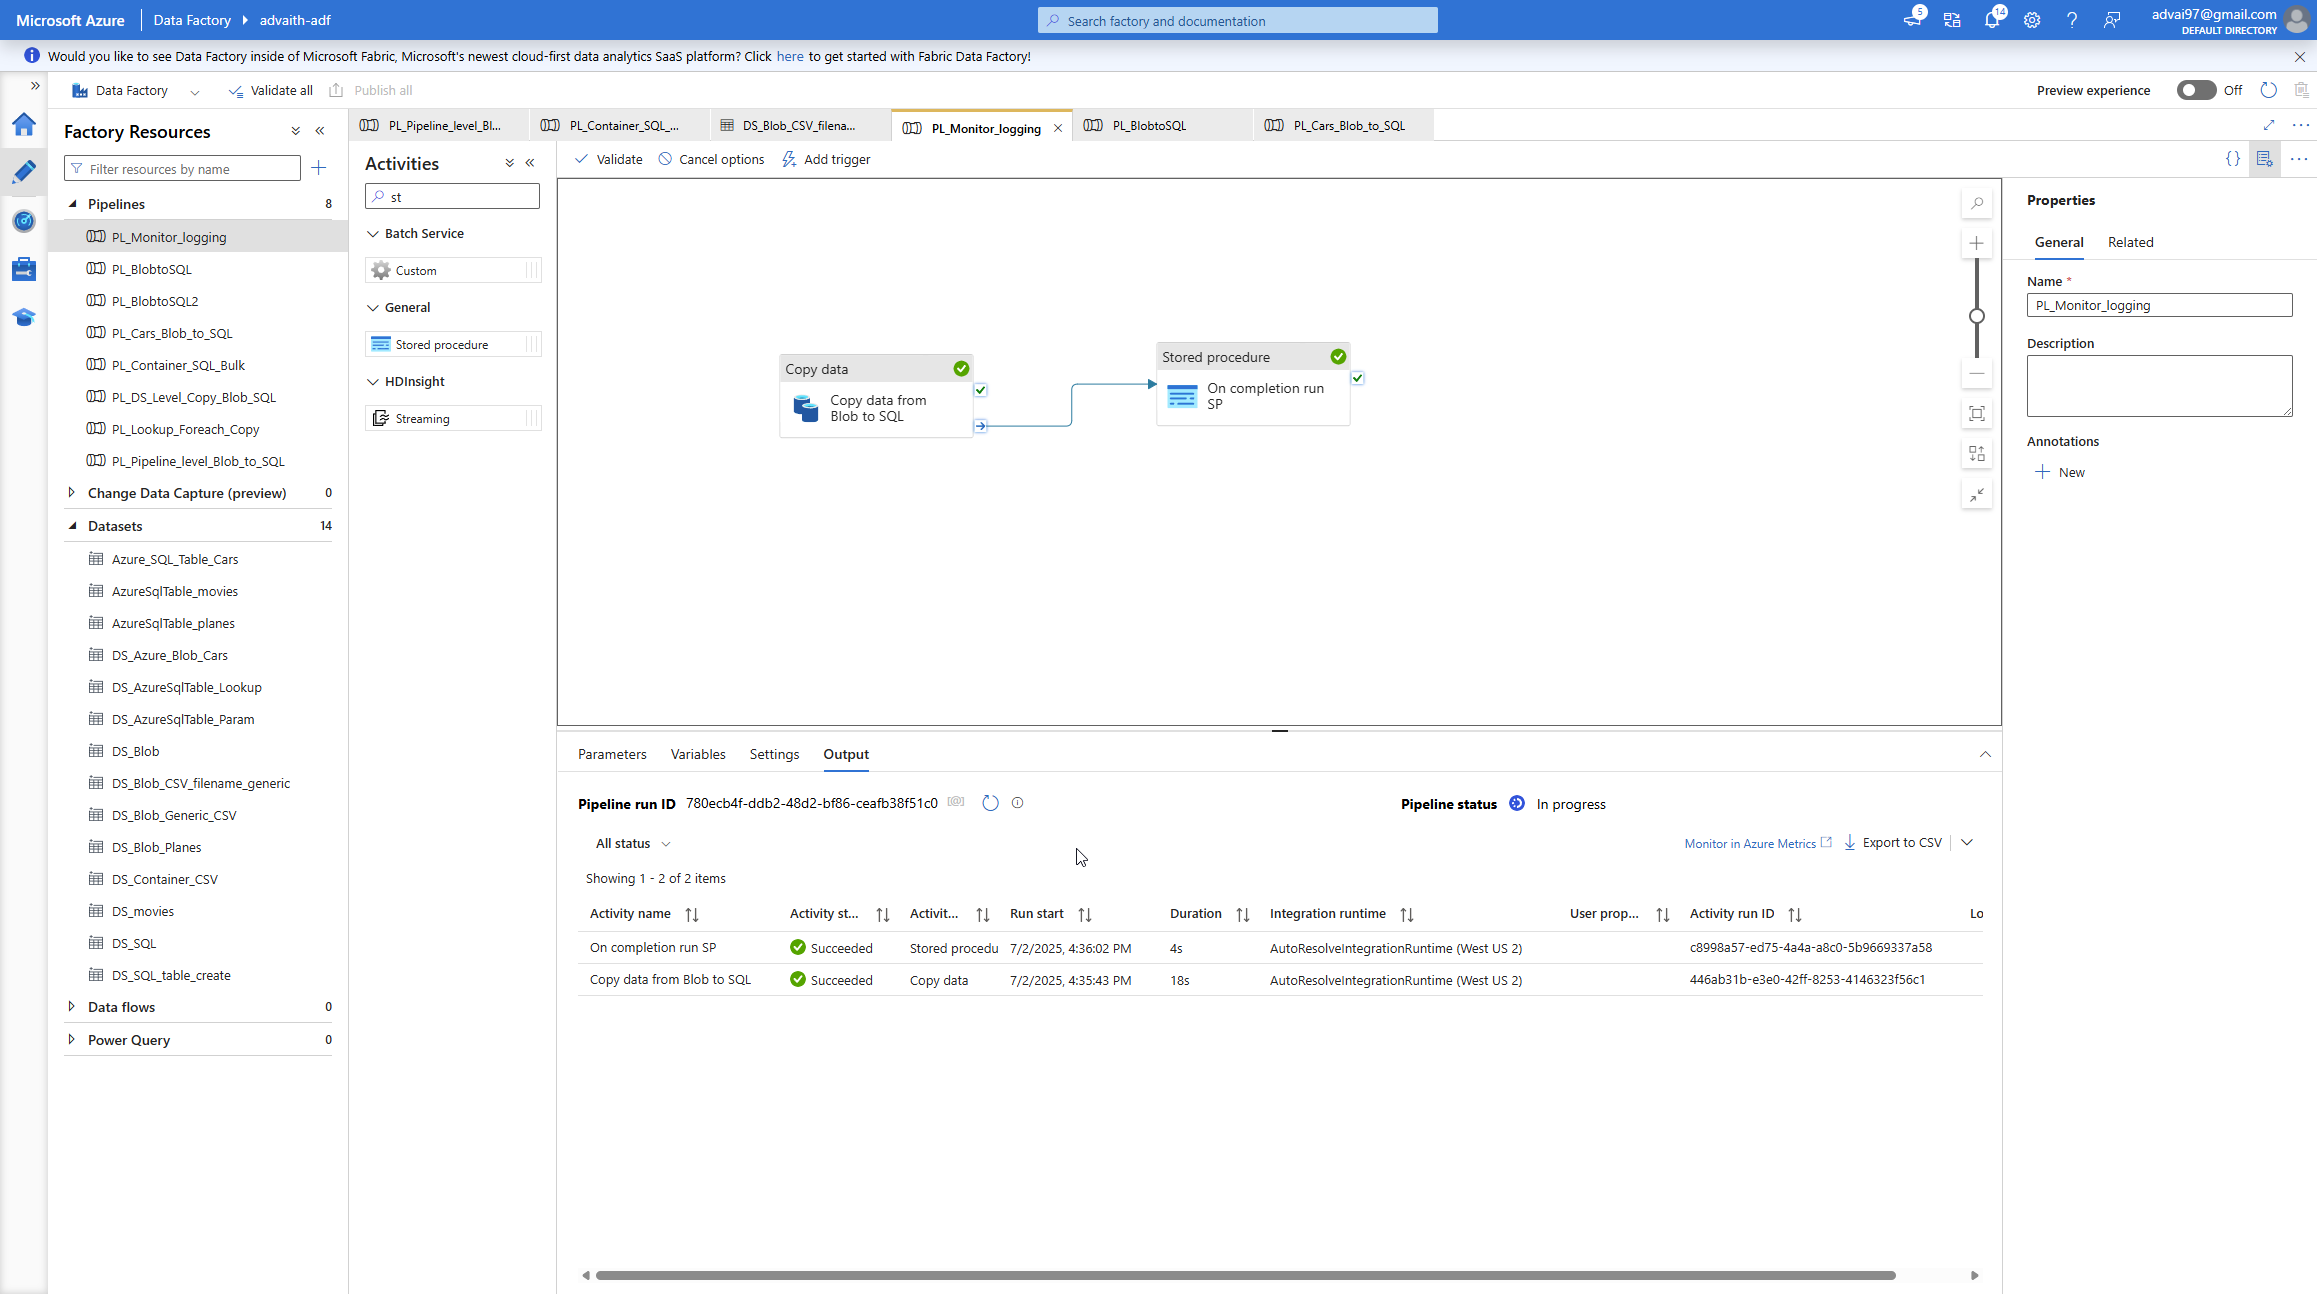 Microsoft Azure
Data Factory
advaith-adf
Search factory and documentation
5
14
advai97@gmail.com
DEFAULT DIRECTORY
Would you like to see Data Factory inside of Microsoft Fabric, Microsoft's newest cloud-first data analytics SaaS platform? Click here to get started with Fabric Data Factory!
Data Factory
Validate all
Publish all
Preview experience
Off
Factory Resources
Filter resources by name
Pipelines 8
PL_Monitor_logging
PL_BlobtoSQL
PL_BlobtoSQL2
PL_Cars_Blob_to_SQL
PL_Container_SQL_Bulk
PL_DS_Level_Copy_Blob_SQL
PL_Lookup_Foreach_Copy
PL_Pipeline_level_Blob_to_SQL
Change Data Capture (preview) 0
Datasets 14
Azure_SQL_Table_Cars
AzureSqlTable_movies
AzureSqlTable_planes
DS_Azure_Blob_Cars
DS_AzureSqlTable_Lookup
DS_AzureSqlTable_Param
DS_Blob
DS_Blob_CSV_filename_generic
DS_Blob_Generic_CSV
DS_Blob_Planes
DS_Container_CSV
DS_movies
DS_SQL
DS_SQL_table_create
Data flows 0
Power Query 0
PL_Pipeline_level_Bl...
PL_Container_SQL_...
DS_Blob_CSV_filena...
PL_Monitor_logging
PL_BlobtoSQL
PL_Cars_Blob_to_SQL
Activities
st
Batch Service
Custom
General
Stored procedure
HDInsight
Streaming
Validate
Cancel options
Add trigger
{}
Copy data
Copy data from
Blob to SQL
Stored procedure
On completion run
SP
Parameters
Variables
Settings
Output
Pipeline run ID 780ecb4f-ddb2-48d2-bf86-ceafb38f51c0
Pipeline status In progress
All status
Monitor in Azure Metrics
Export to CSV
Showing 1 - 2 of 2 items
Activity name Activity st... Activit... Run start Duration Integration runtime User prop... Activity run ID Lo
On completion run SP Succeeded Stored procedu 7/2/2025, 4:36:02 PM 4s AutoResolveIntegrationRuntime (West US 2) c8998a57-ed75-4a4a-a8c0-5b9669337a58
Copy data from Blob to SQL Succeeded Copy data 7/2/2025, 4:35:43 PM 18s AutoResolveIntegrationRuntime (West US 2) 446ab31b-e3e0-42ff-8253-4146323f56c1
Properties
General
Related
Name *
PL_Monitor_logging
Description
Annotations
New